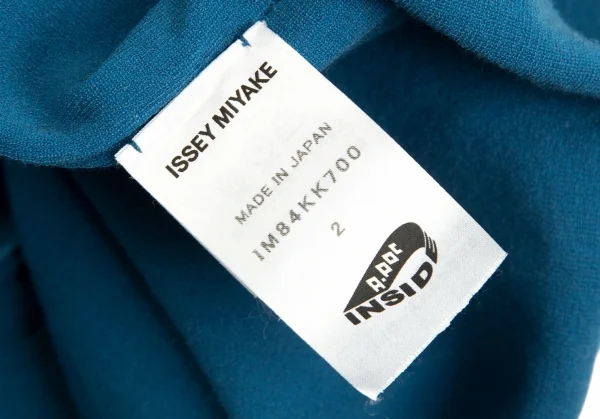 ISSEY MIYAKE
MADE IN JAPAN
IM84KK700
2
A.POC
INSIDE